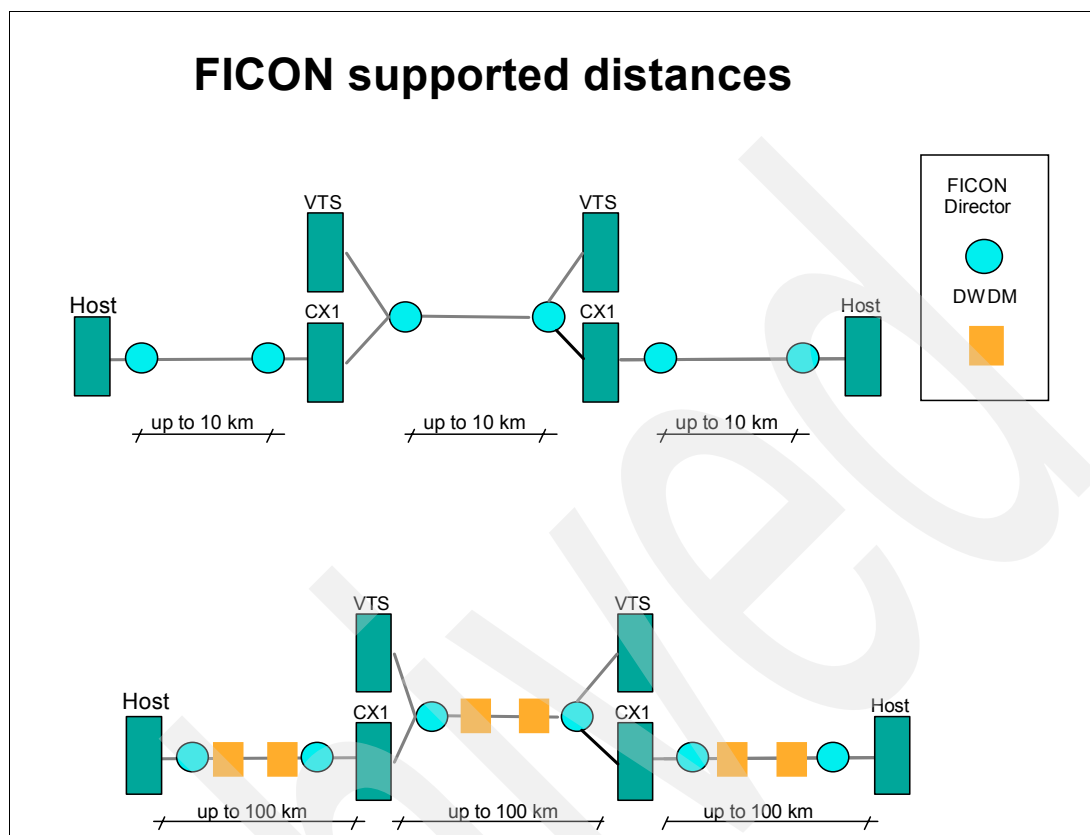 FICON supported distances
VTS
VTS
FICON
Director
DWDM
Host
CX1
CX1
Host
up to 10 km
up to 10 km
up to 10 km
VTS
VTS
Host
CX1
CX1
Host
up to 100 km
up to 100 km
up to 100 km